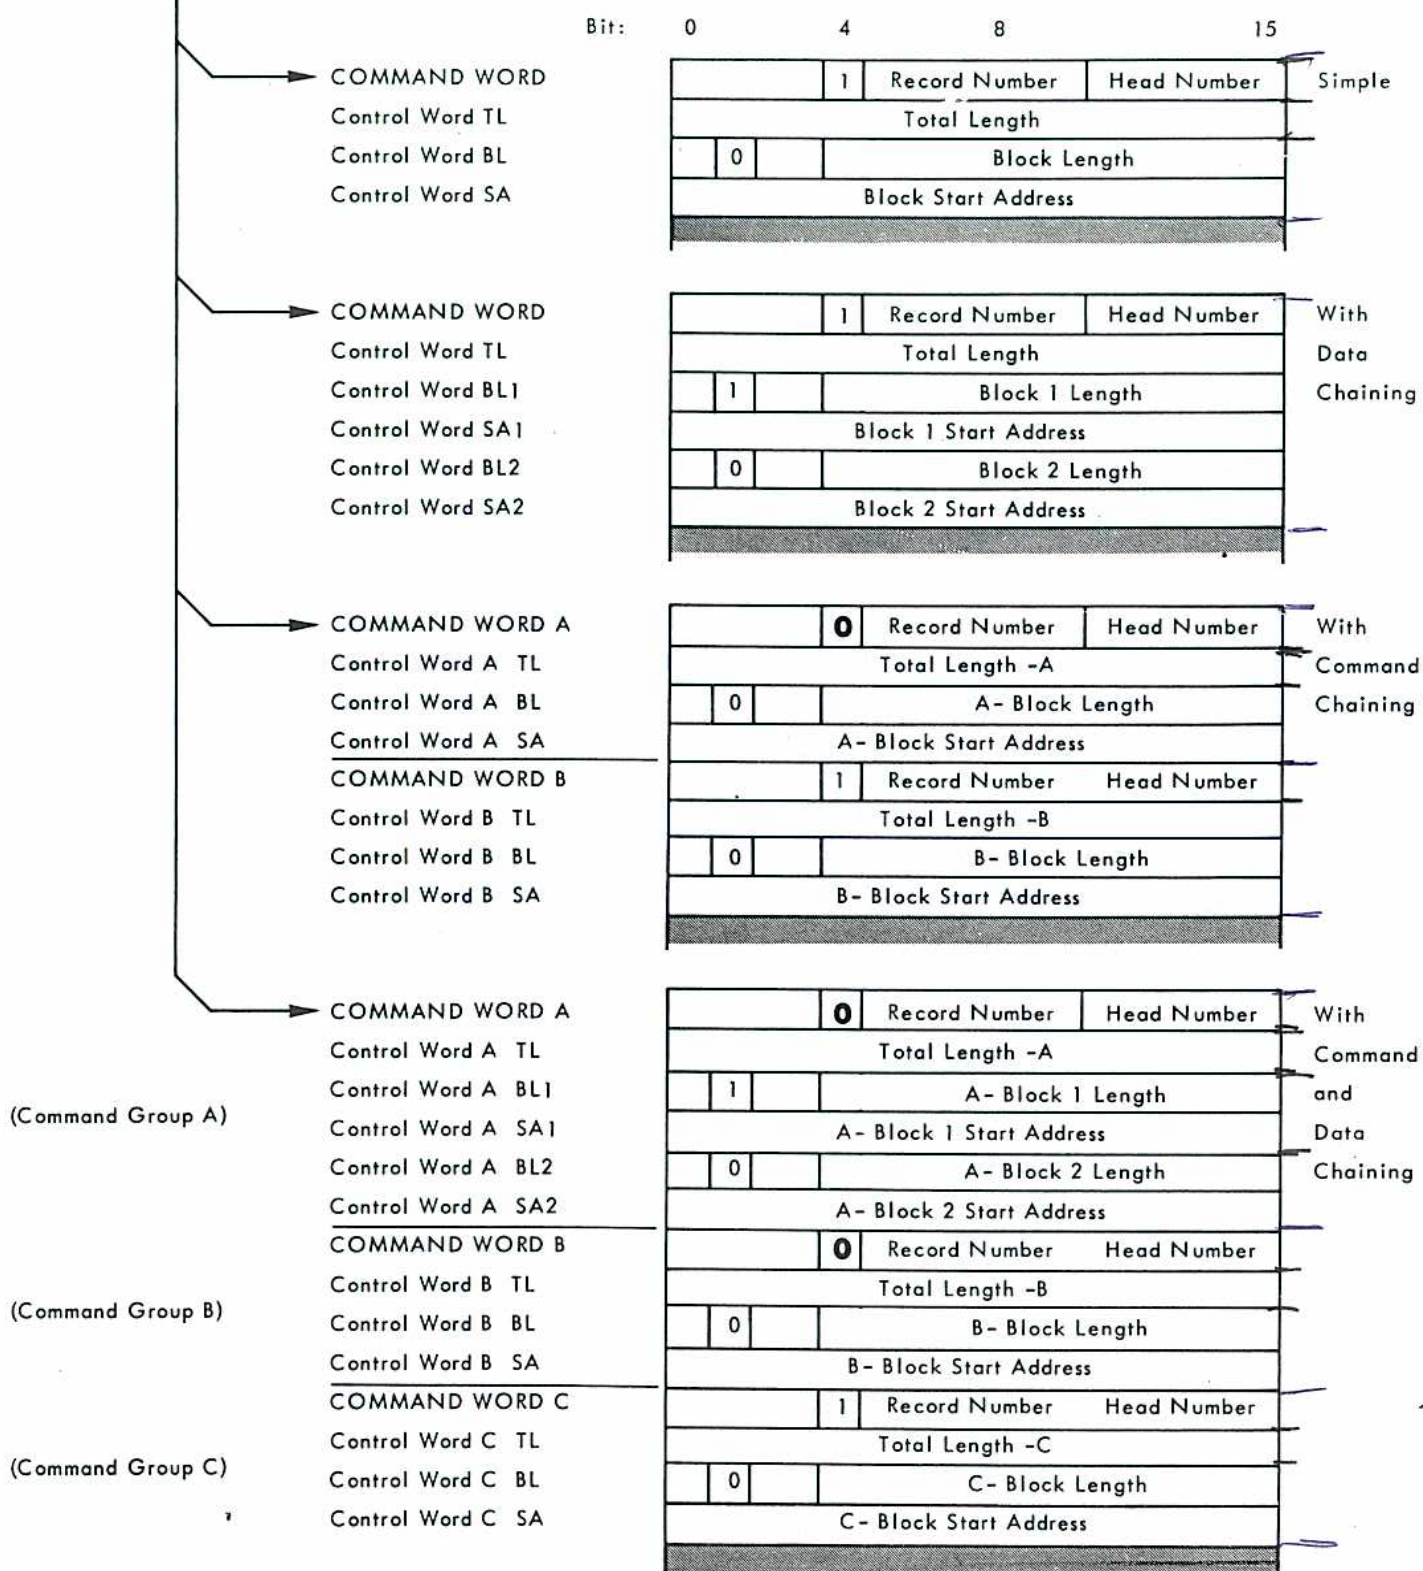 Bit: 0 4 8 15
COMMAND WORD 1 Record Number Head Number Simple
Control Word TL Total Length
Control Word BL 0 Block Length
Control Word SA Block Start Address
COMMAND WORD 1 Record Number Head Number With
Control Word TL Total Length Data
Control Word BL1 1 Block 1 Length Chaining
Control Word SA1 Block 1 Start Address
Control Word BL2 0 Block 2 Length
Control Word SA2 Block 2 Start Address
COMMAND WORD A 0 Record Number Head Number With
Control Word A TL Total Length -A Command
Control Word A BL 0 A- Block Length Chaining
Control Word A SA A- Block Start Address
COMMAND WORD B 1 Record Number Head Number
Control Word B TL Total Length -B
Control Word B BL 0 B- Block Length
Control Word B SA B- Block Start Address
COMMAND WORD A 0 Record Number Head Number With
Control Word A TL Total Length -A Command
Control Word A BL1 1 A- Block 1 Length and
(Command Group A)
Control Word A SA1 A- Block 1 Start Address Data
Control Word A BL2 0 A- Block 2 Length Chaining
Control Word A SA2 A- Block 2 Start Address
COMMAND WORD B 0 Record Number Head Number
Control Word B TL Total Length -B
(Command Group B)
Control Word B BL 0 B- Block Length
Control Word B SA B- Block Start Address
COMMAND WORD C 1 Record Number Head Number
Control Word C TL Total Length -C
(Command Group C)
Control Word C BL 0 C- Block Length
Control Word C SA C- Block Start Address